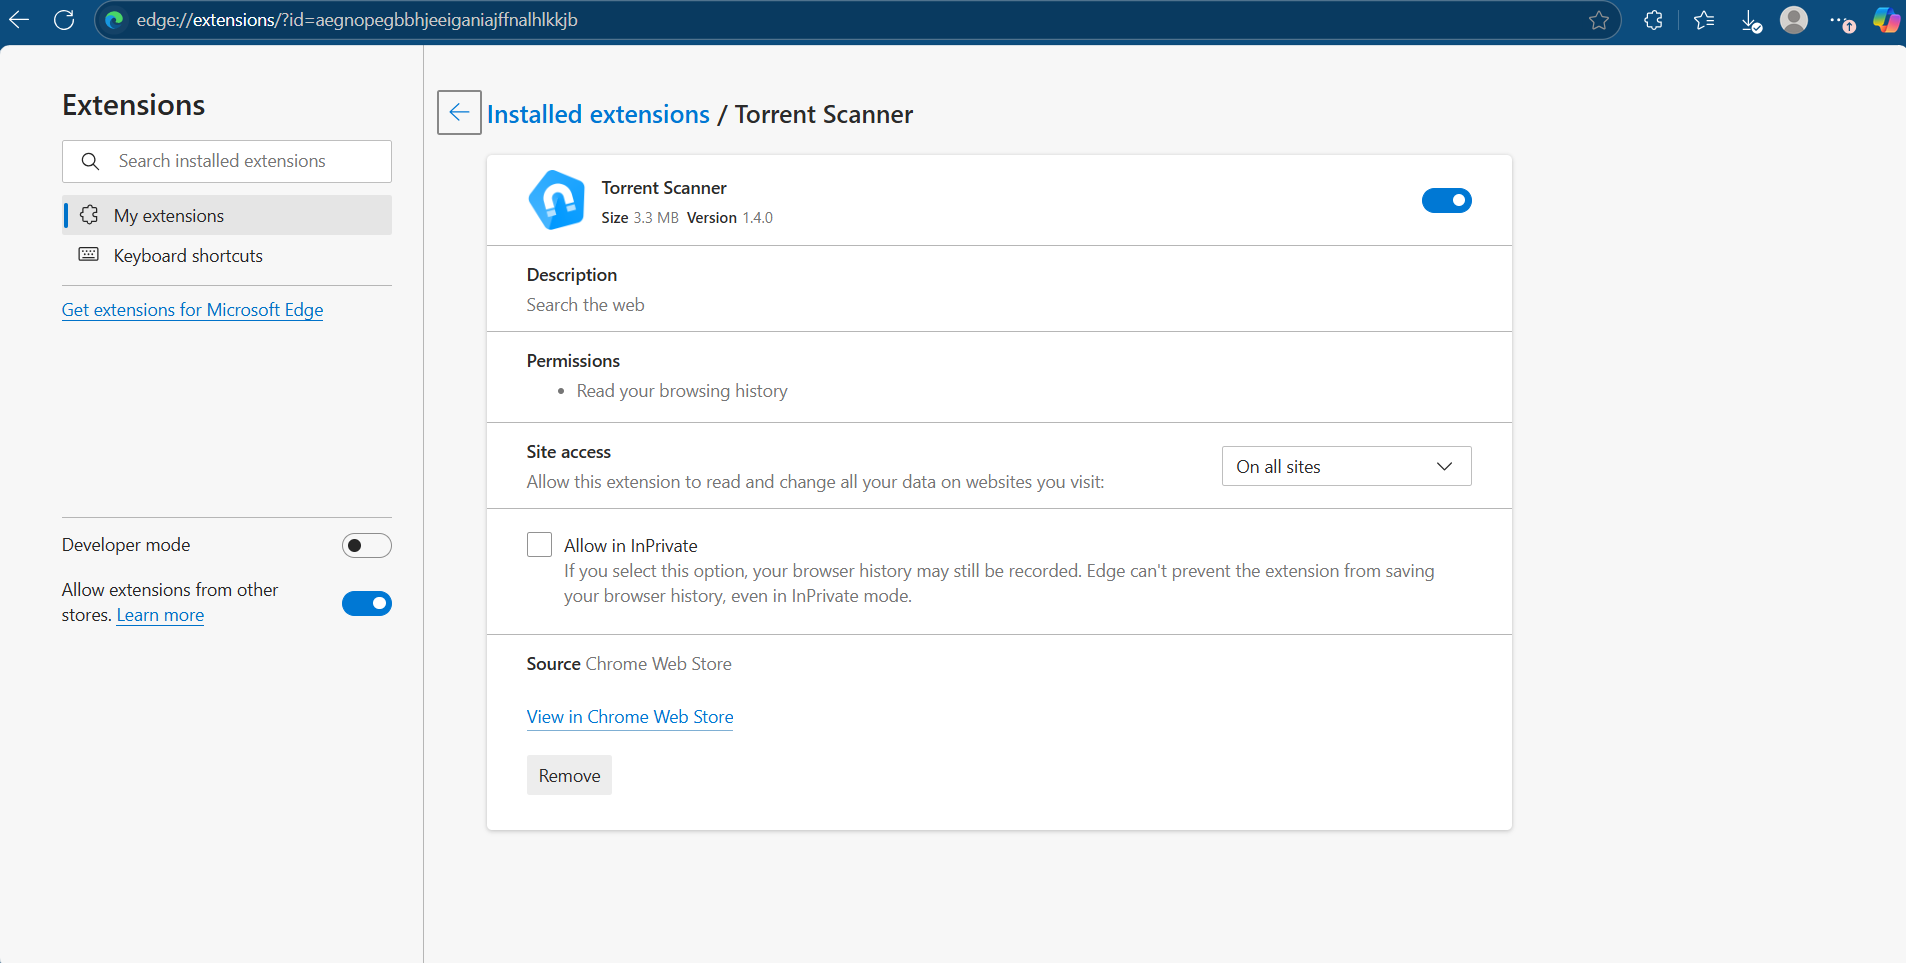 edge://extensions/?id=aegnopegbbhjeeiganiajffnalhlkkjb
Extensions
Search installed extensions
My extensions
Keyboard shortcuts
Get extensions for Microsoft Edge
Developer mode
Allow extensions from other
stores. Learn more
Installed extensions / Torrent Scanner
Torrent Scanner
Size 3.3 MB Version 1.4.0
Description
Search the web
Permissions
• Read your browsing history
Site access
Allow this extension to read and change all your data on websites you visit:
On all sites
Allow in InPrivate
If you select this option, your browser history may still be recorded. Edge can't prevent the extension from saving
your browser history, even in InPrivate mode.
Source Chrome Web Store
View in Chrome Web Store
Remove